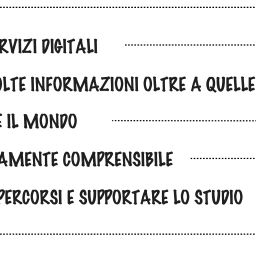 RVIZI DIGITALI
OLTE INFORMAZIONI OLTRE A QUELLE
E IL MONDO
AMENTE COMPRENSIBILE
PERCORSI E SUPPORTARE LO STUDIO